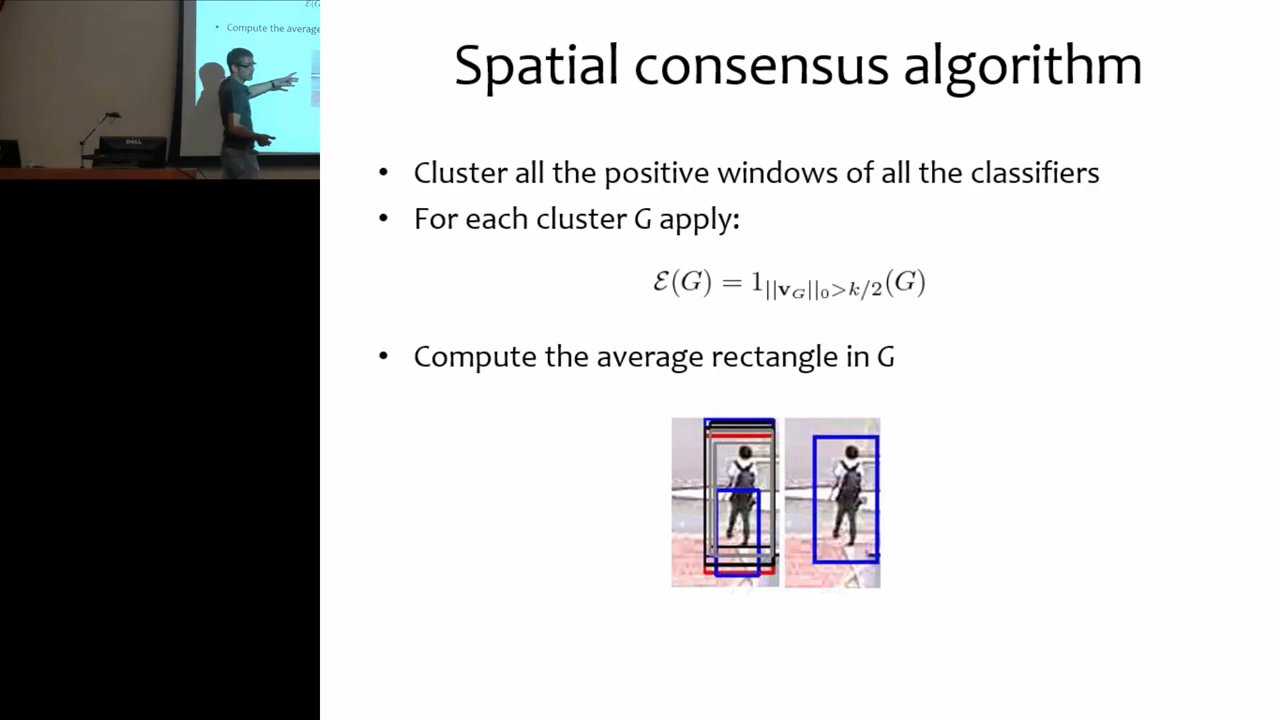 Compute the average
DELL
Spatial consensus algorithm
• Cluster all the positive windows of all the classifiers
• For each cluster G apply:
ℰ(G) = 1_{||v_G||_0>k/2}(G)
• Compute the average rectangle in G